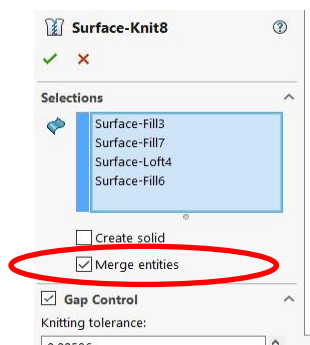 Surface-Knit8
Selections
Surface-Fill3
Surface-Fill7
Surface-Loft4
Surface-Fill6
Create solid
Merge entities
Gap Control
Knitting tolerance: